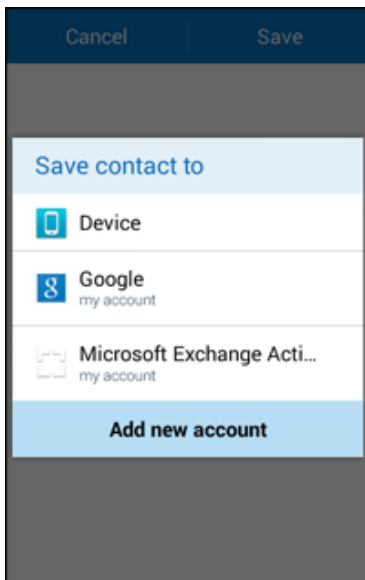 Cancel Save
Save contact to
Device
Google
my account
Microsoft Exchange Acti...
my account
Add new account